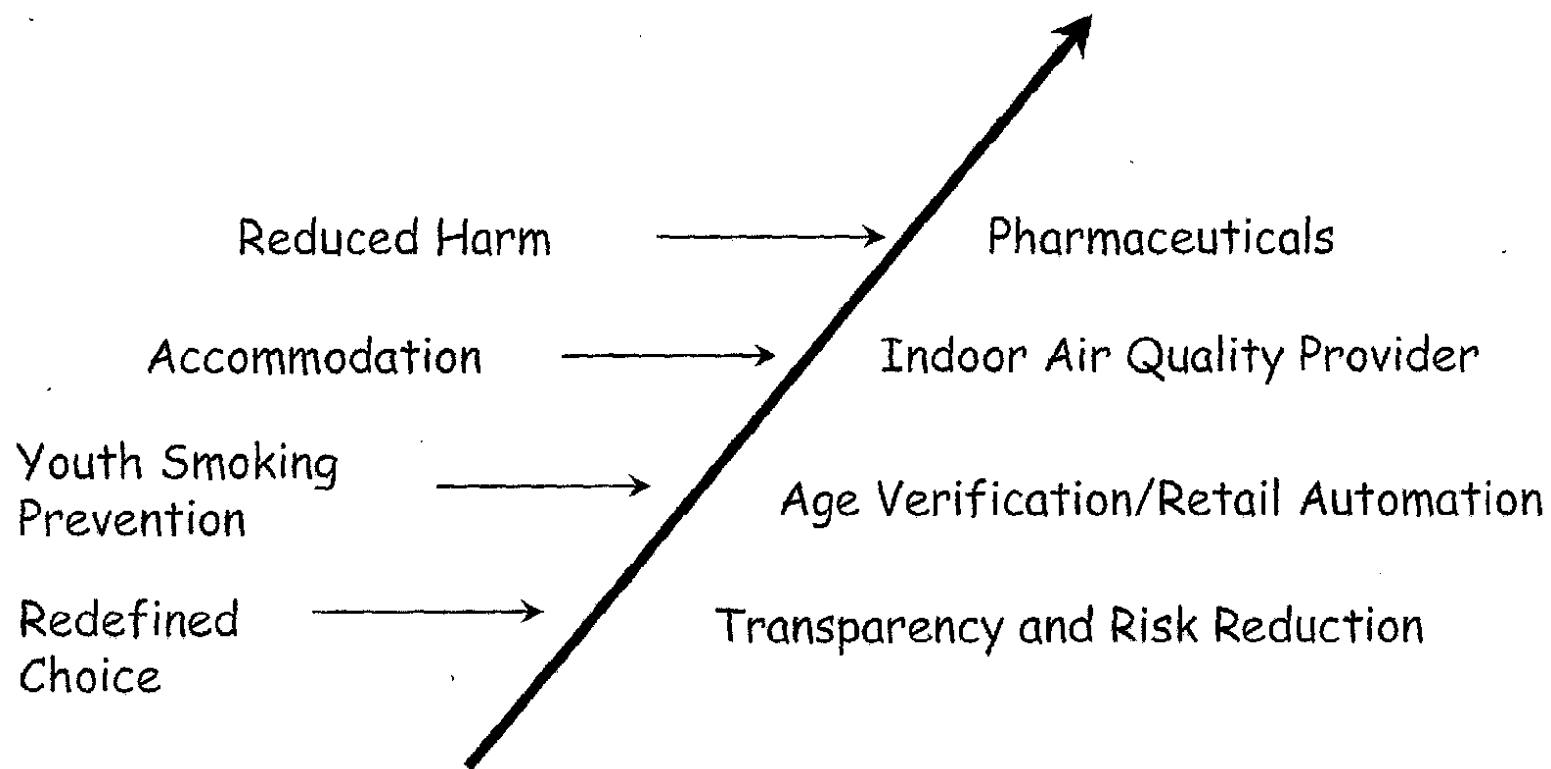 Reduced Harm
Pharmaceuticals
Accommodation
Indoor Air Quality Provider
Youth Smoking
Prevention
Age Verification/Retail Automation
Redefined
Choice
Transparency and Risk Reduction